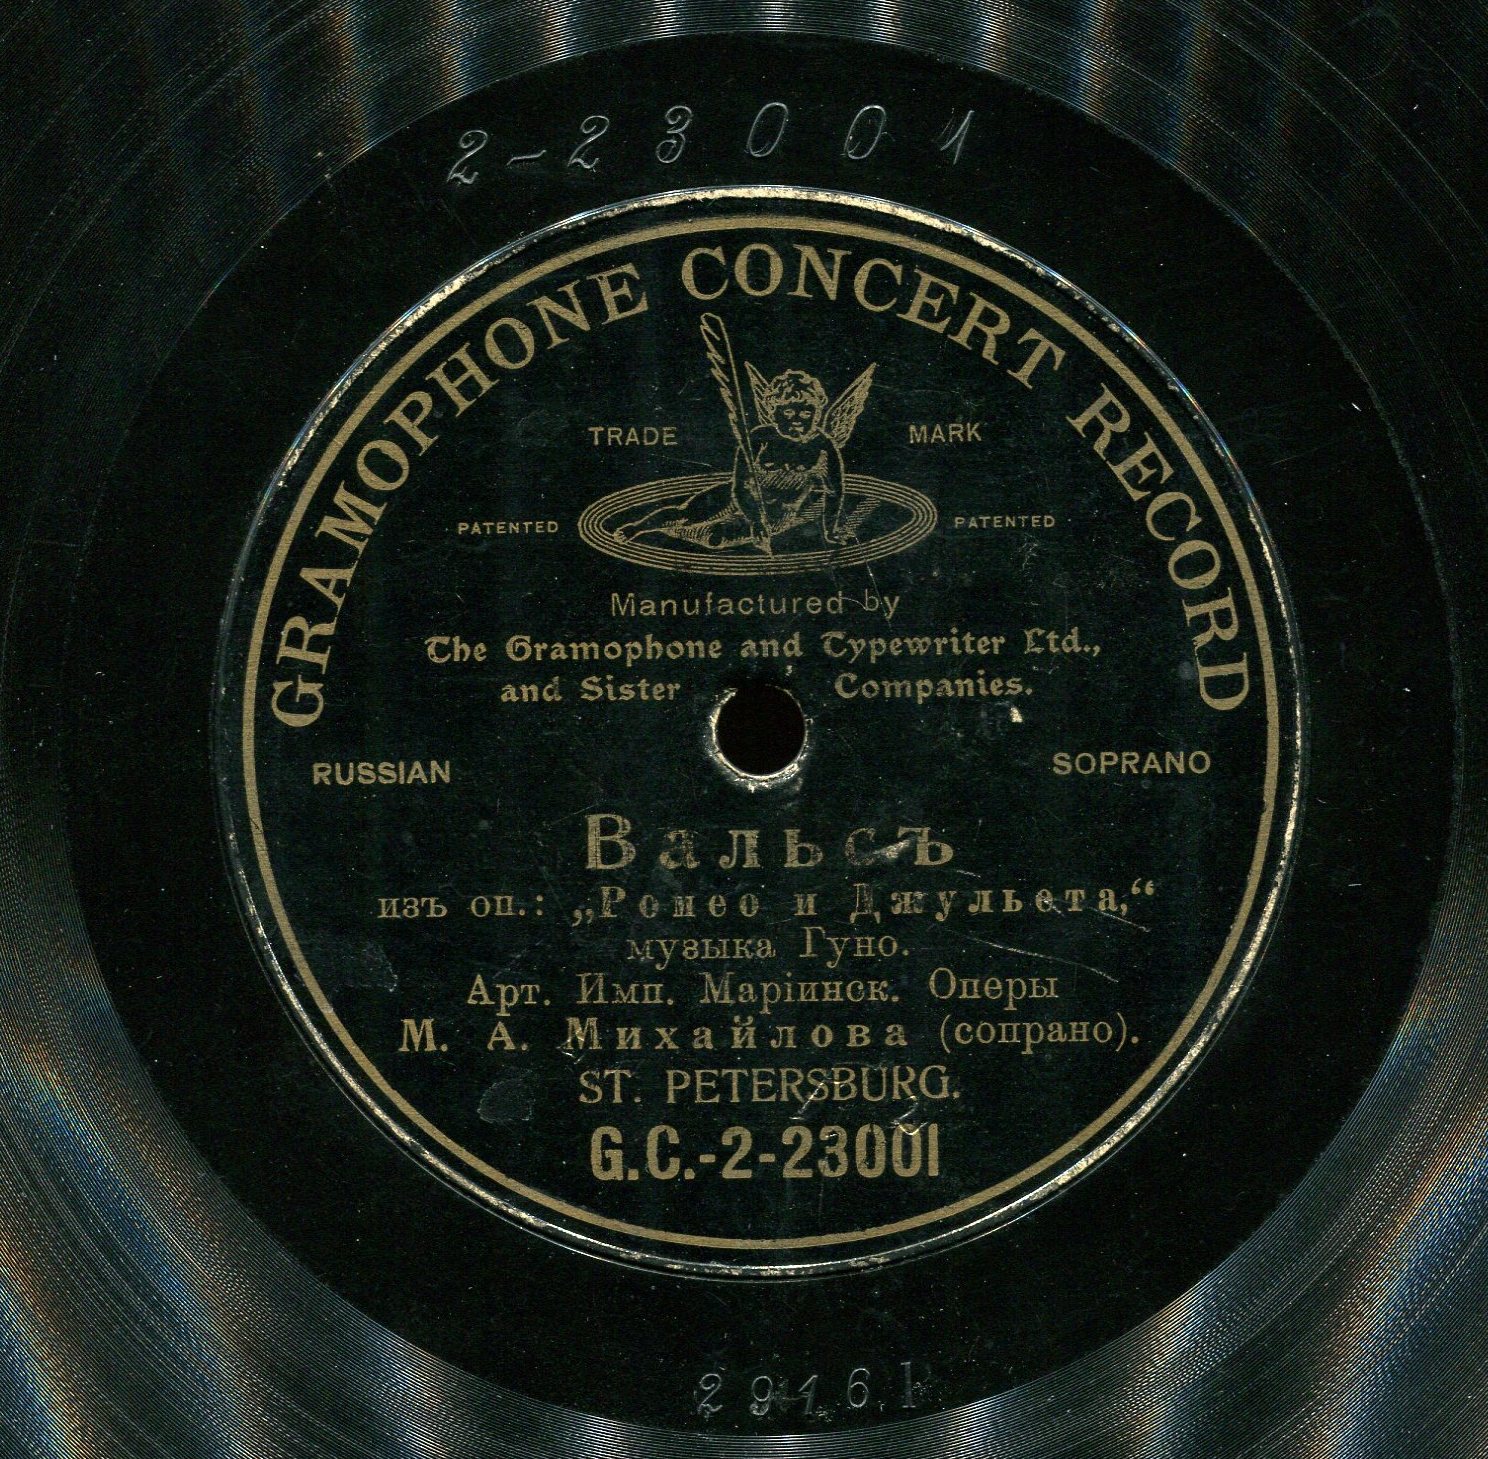 2-23001
GRAMOPHONE CONCERT RECORD
TRADE MARK
PATENTED PATENTED
Manufactured by
The Gramophone and Typewriter Ltd.,
and Sister Companies.
RUSSIAN SOPRANO
Вальсъ
изъ оп.: „Ромео и Джульета,“
музыка Гуно.
Арт. Имп. Маріинск. Оперы
М. А. Михайлова (сопрано).
ST. PETERSBURG.
G.C.-2-23001
2916l